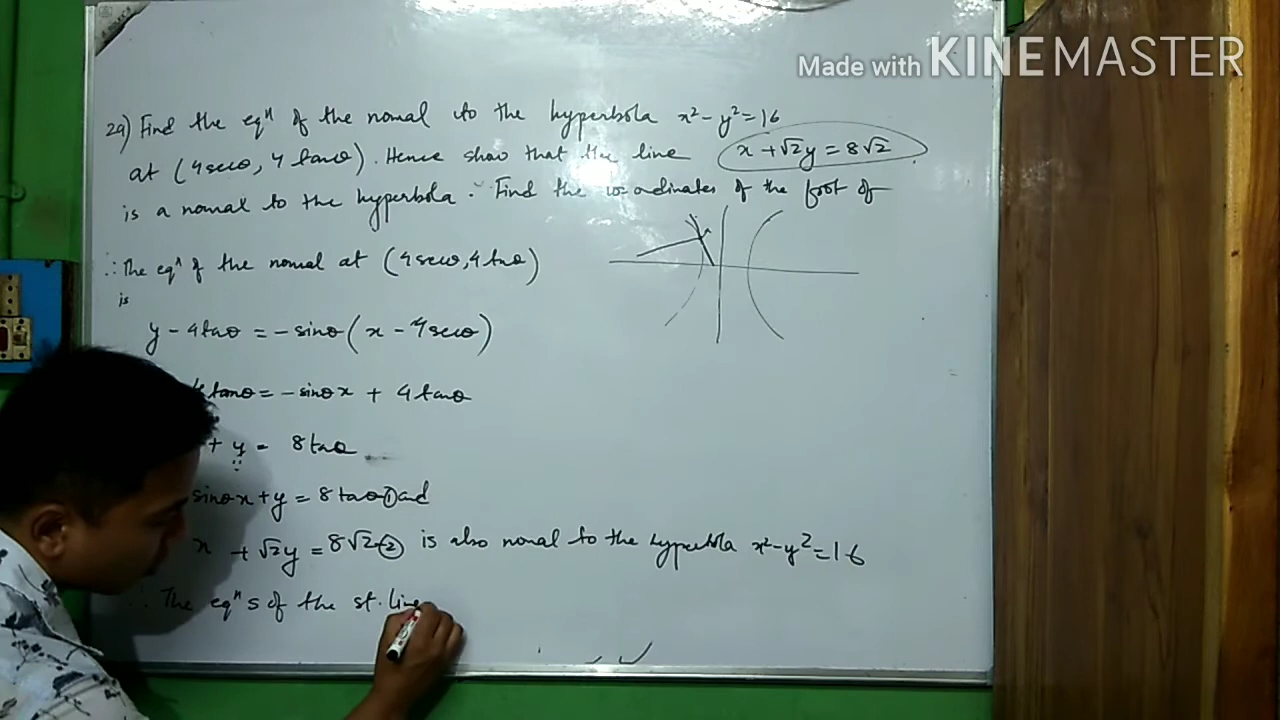 Made with KINEMASTER
29) Find the eqⁿ of the normal to the hyperbola x² - y² = 16
at (4secθ, 4tanθ). Hence show that the line x + √2y = 8√2
is a normal to the hyperbola. Find the co-ordinates of the foot of
∴ The eqⁿ of the normal at (4secθ, 4tanθ)
is
y - 4tanθ = -sinθ(x - 4secθ)
tanθ = -sinθx + 4tanθ
+ y = 8tanθ
sinθx + y = 8tanθ ① and
x + √2y = 8√2 - ② is also normal to the hyperbola x² - y² = 16
∴ The eqⁿs of the st. line